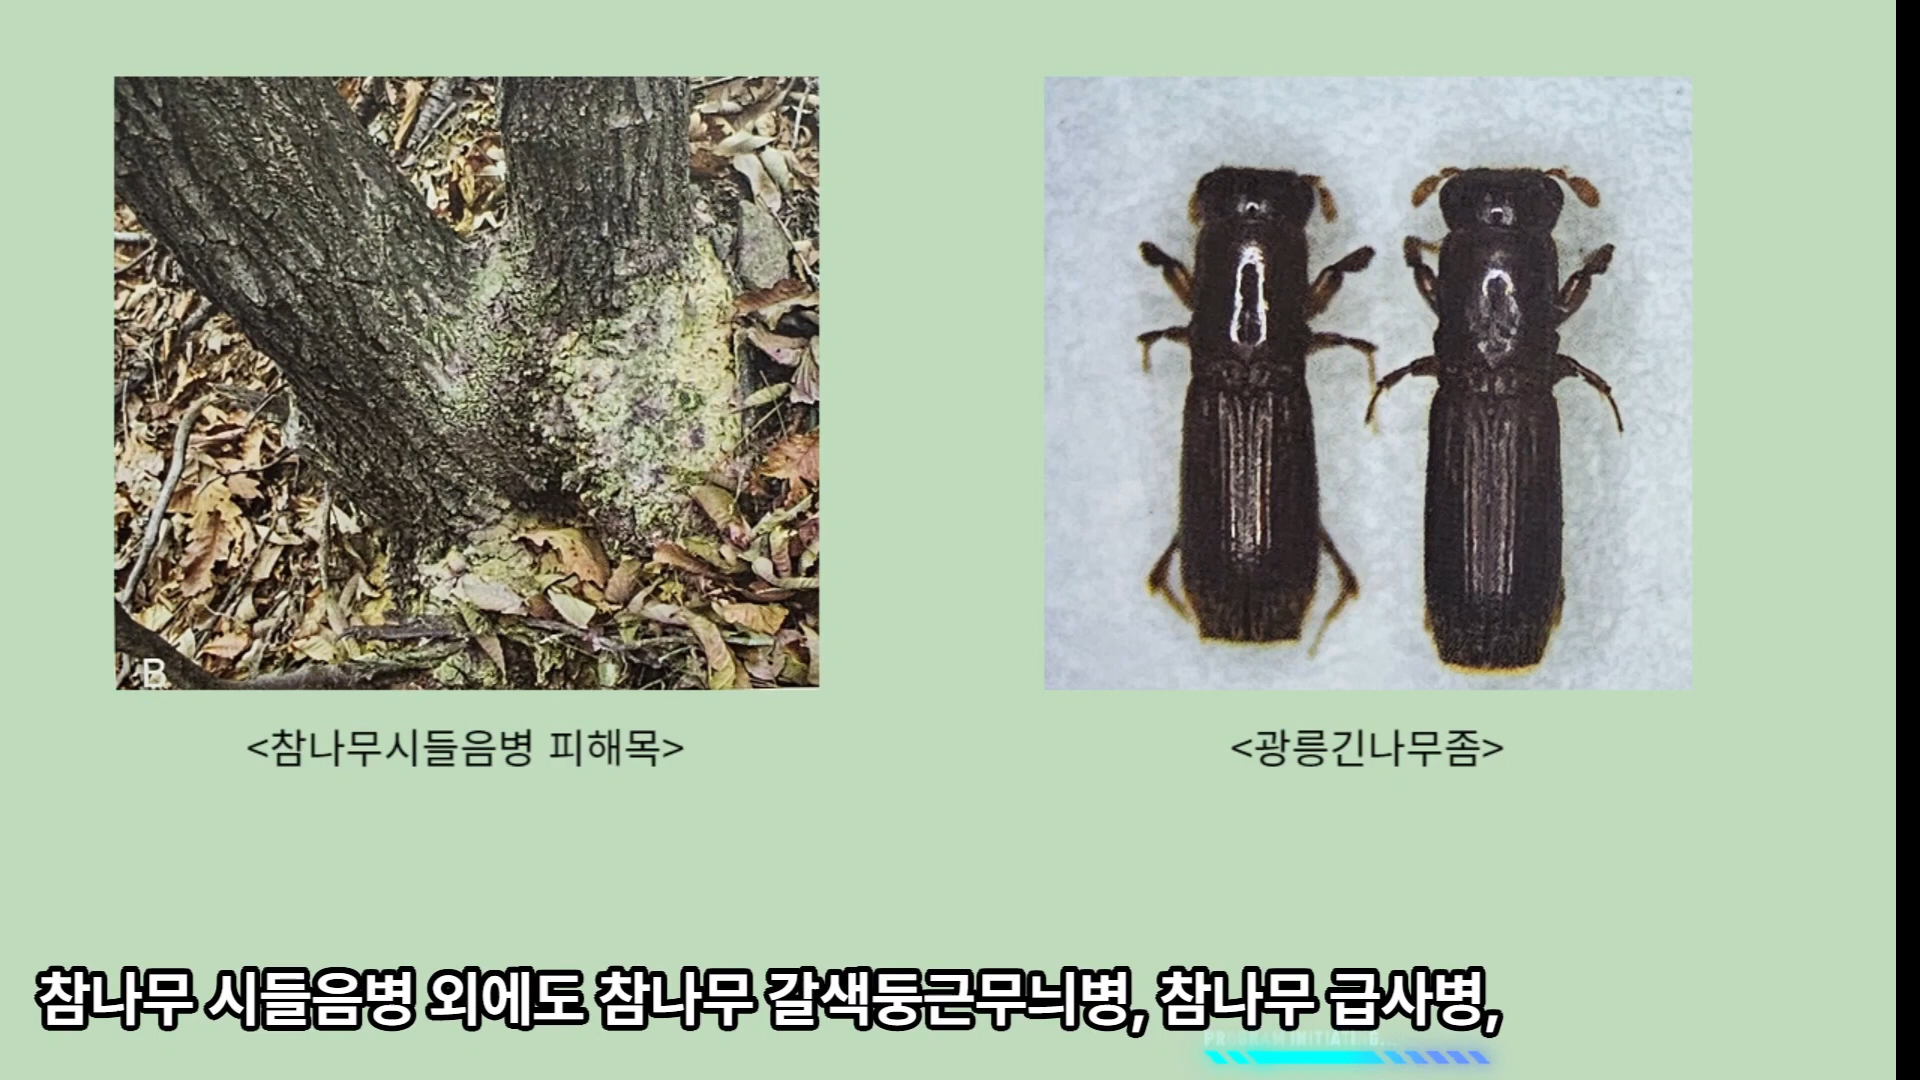 B
<참나무시들음병 피해목>
<광릉긴나무좀>
참나무 시들음병 외에도 참나무 갈색둥근무늬병, 참나무 급사병,
PROGRAM INITIATING...